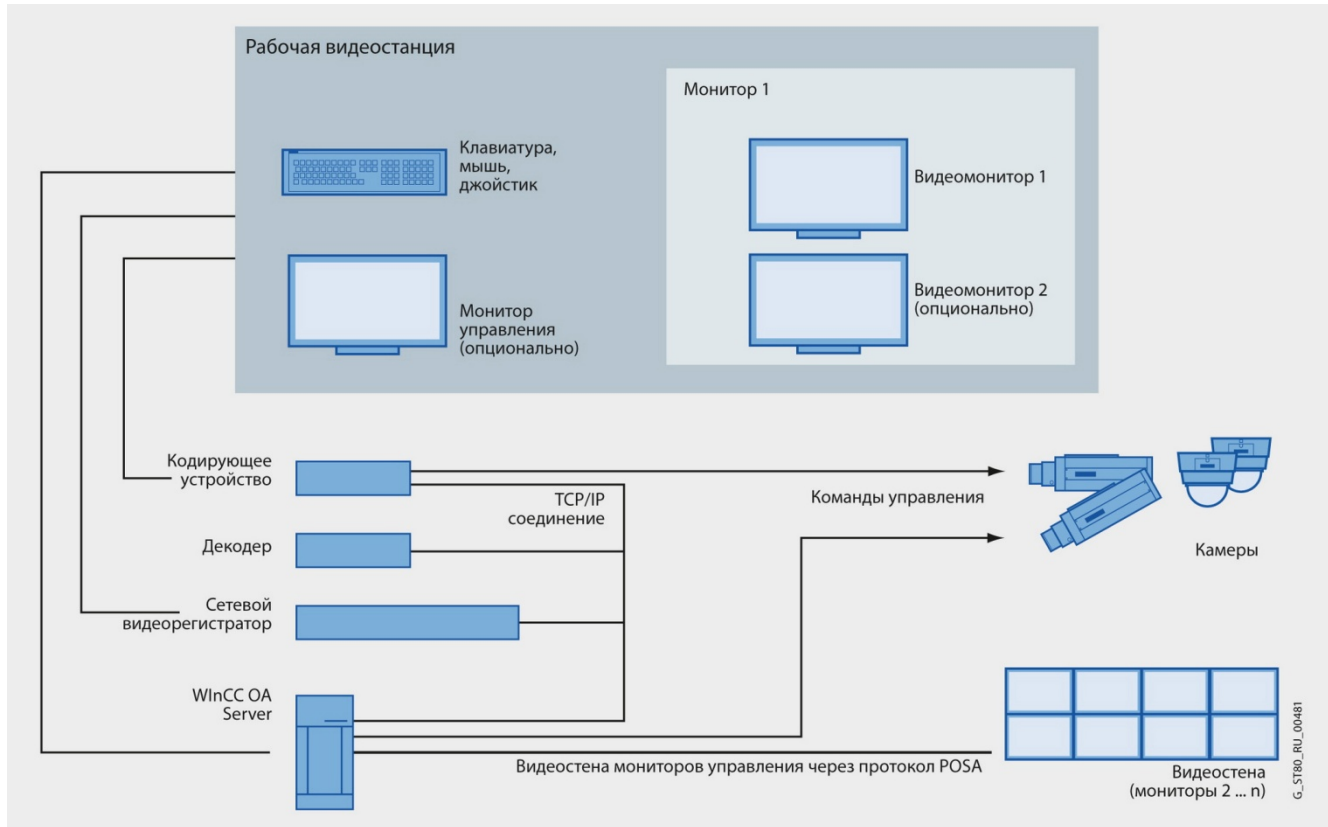 Рабочая видеостанция
Монитор 1
Клавиатура,
мышь,
джойстик
Видеомонитор 1
Монитор
управления
(опционально)
Видеомонитор 2
(опционально)
Кодирующее
устройство
TCP/IP
соединение
Команды управления
Камеры
Декодер
Сетевой
видеорегистратор
WInCC OA
Server
Видеостена мониторов управления через протокол POSA
Видеостена
(мониторы 2 ... n)
G_ST80_RU_00481